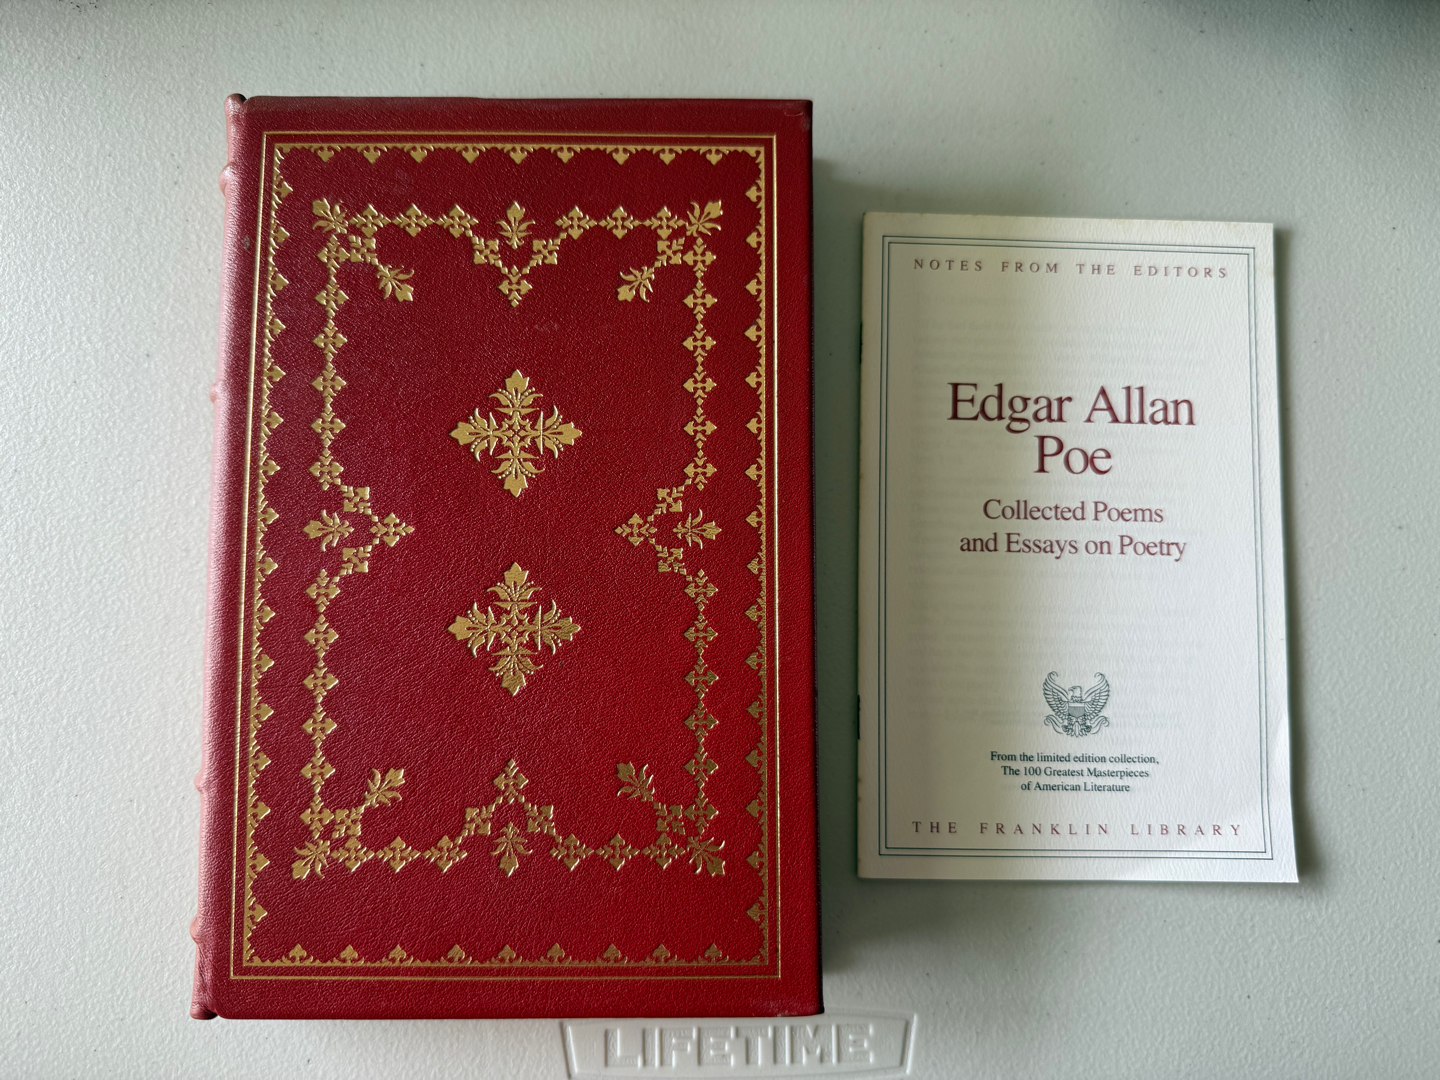 NOTES FROM THE EDITORS
Edgar Allan
Poe
Collected Poems
and Essays on Poetry
From the limited edition collection,
The 100 Greatest Masterpieces
of American Literature
THE FRANKLIN LIBRARY
LIFETIME